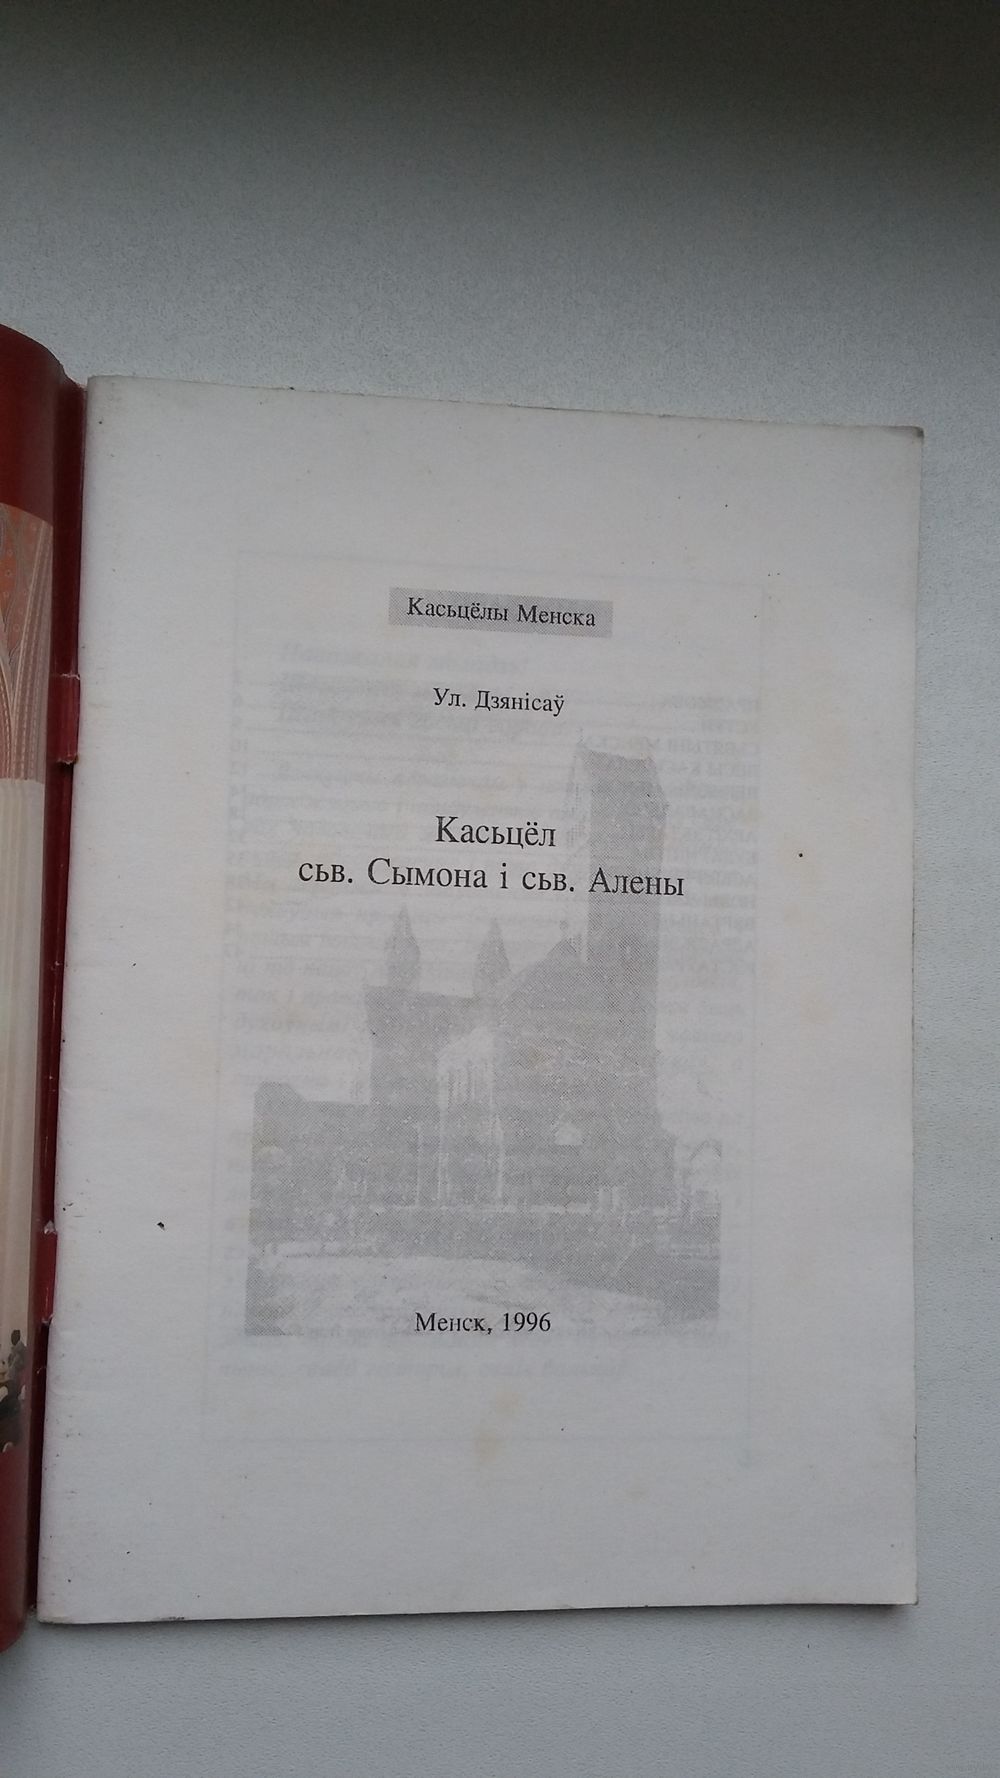 Касьцёлы Менска
Ул. Дзянісаў
Касьцёл
сьв. Сымона і сьв. Алены
Менск, 1996